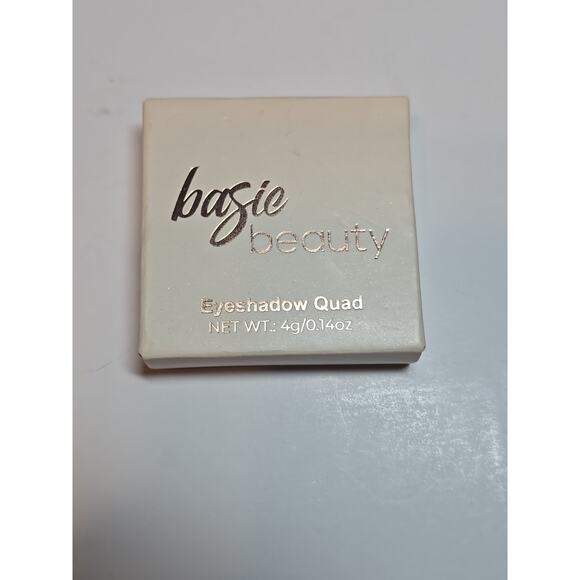 basic
beauty
Eyeshadow Quad
NET WT.: 4g/0.14oz